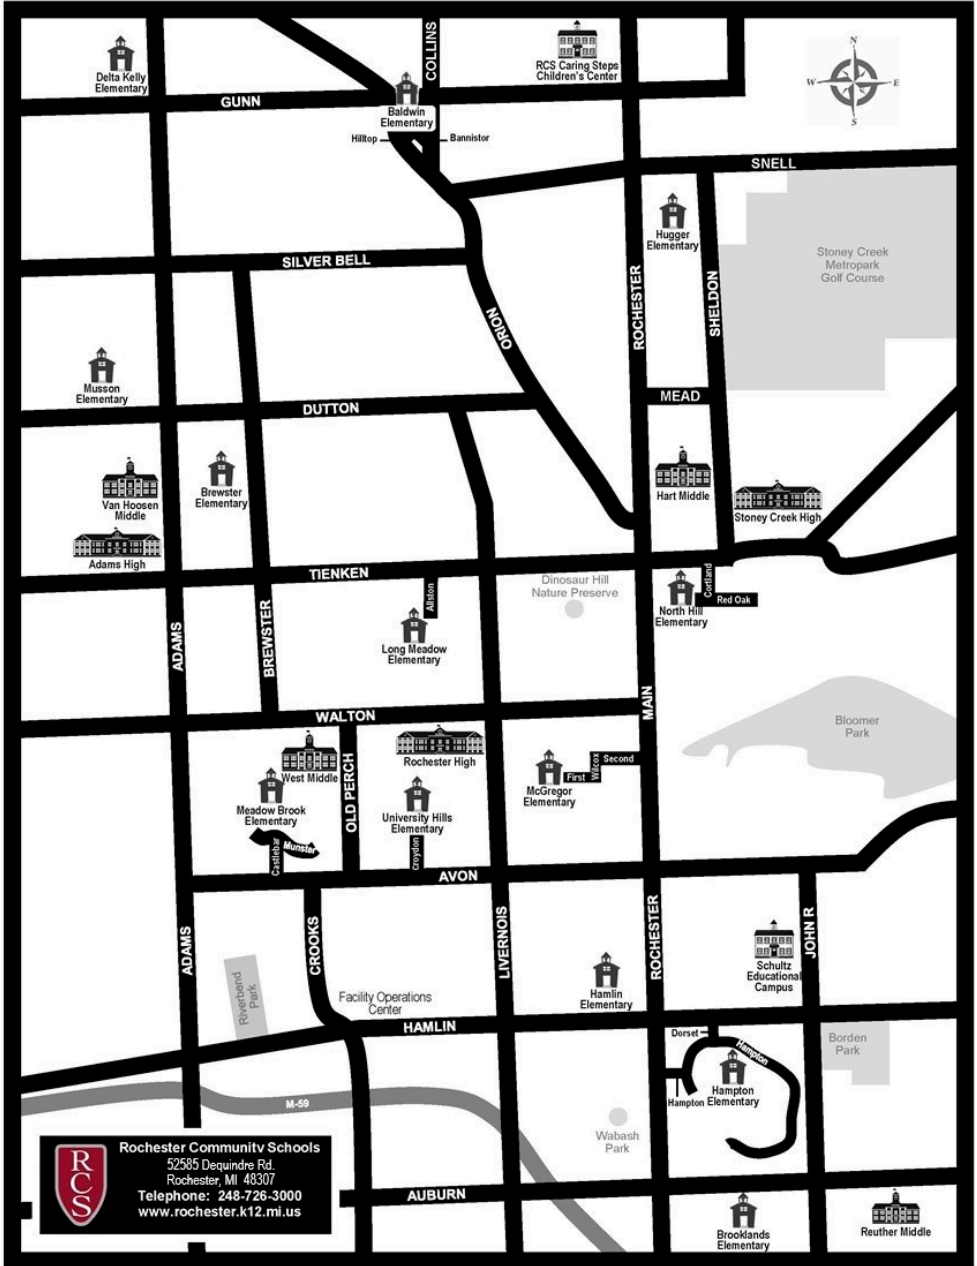 COLLINS
N
W
E
S
Delta Kelly
Elementary
RCS Caring Steps
Children's Center
GUNN
Baldwin
Elementary
Hilltop
Bannistor
SNELL
Hugger
Elementary
Stoney Creek
Metropark
Golf Course
SILVER BELL
ORION
ROCHESTER
SHELDON
Musson
Elementary
MEAD
DUTTON
Van Hoosen
Middle
Brewster
Elementary
Hart Middle
Stoney Creek High
Adams High
TIENKEN
Dinosaur Hill
Nature Preserve
Cortland
Red Oak
North Hill
Elementary
Allston
Long Meadow
Elementary
ADAMS
BREWSTER
MAIN
WALTON
Bloomer
Park
West Middle
OLD PERCH
Rochester High
Second
Wilcox
First
McGregor
Elementary
Meadow Brook
Elementary
University Hills
Elementary
Castlebar
Munster
Croydon
AVON
ADAMS
CROOKS
LIVERNOIS
ROCHESTER
JOHN R
Schultz
Educational
Campus
Riverbend
Park
Facility Operations
Center
Hamlin
Elementary
HAMLIN
Dorset
Hampton
Borden
Park
Hampton
Hampton
Elementary
M-59
Wabash
Park
RCS
Rochester Community Schools
52585 Dequindre Rd.
Rochester, MI 48307
Telephone: 248-726-3000
www.rochester.k12.mi.us
AUBURN
Brooklands
Elementary
Reuther Middle